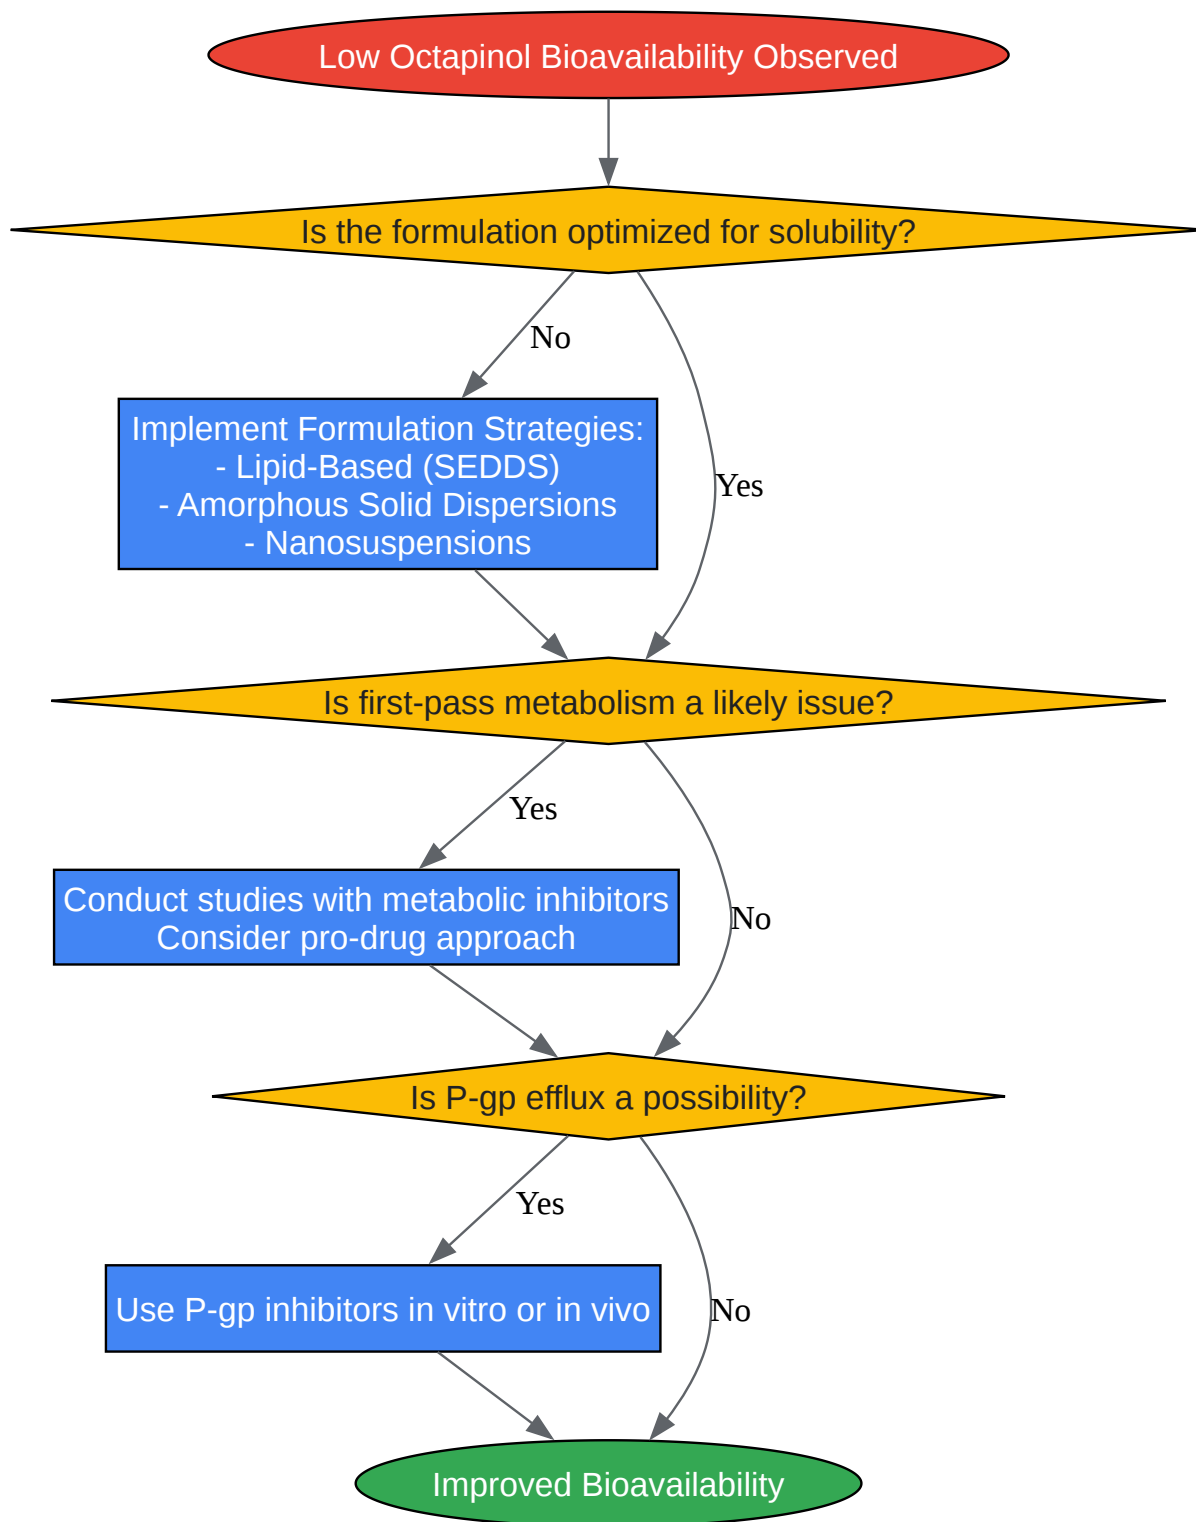 Low Octapinol Bioavailability Observed
Is the formulation optimized for solubility?
No
Implement Formulation Strategies:
- Lipid-Based (SEDDS)
- Amorphous Solid Dispersions
- Nanosuspensions
Yes
Is first-pass metabolism a likely issue?
Yes
Conduct studies with metabolic inhibitors
Consider pro-drug approach
No
Is P-gp efflux a possibility?
Yes
Use P-gp inhibitors in vitro or in vivo
No
Improved Bioavailability